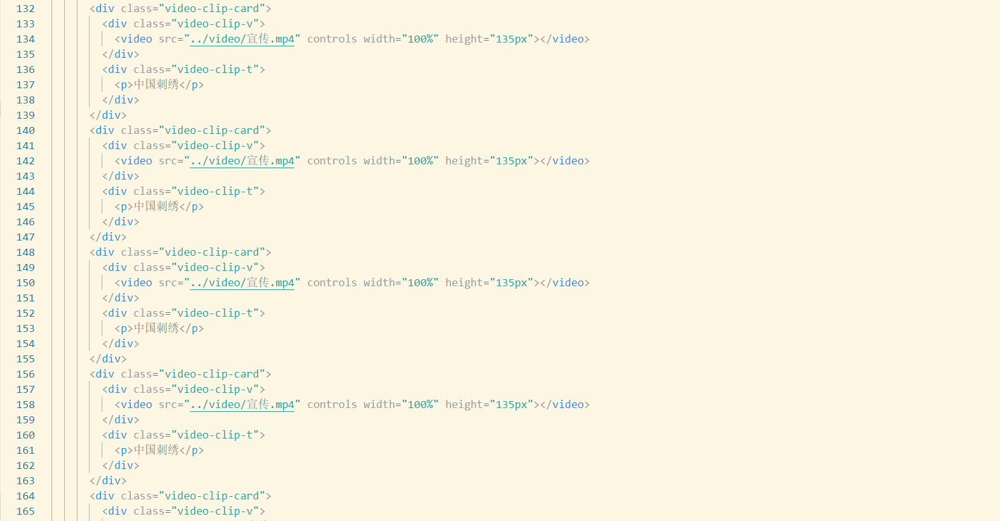 132 <div class="video-clip-card">
133 <div class="video-clip-v">
134 <video src="../video/宣传.mp4" controls width="100%" height="135px"></video>
135 </div>
136 <div class="video-clip-t">
137 <p>中国刺绣</p>
138 </div>
139 </div>
140 <div class="video-clip-card">
141 <div class="video-clip-v">
142 <video src="../video/宣传.mp4" controls width="100%" height="135px"></video>
143 </div>
144 <div class="video-clip-t">
145 <p>中国刺绣</p>
146 </div>
147 </div>
148 <div class="video-clip-card">
149 <div class="video-clip-v">
150 <video src="../video/宣传.mp4" controls width="100%" height="135px"></video>
151 </div>
152 <div class="video-clip-t">
153 <p>中国刺绣</p>
154 </div>
155 </div>
156 <div class="video-clip-card">
157 <div class="video-clip-v">
158 <video src="../video/宣传.mp4" controls width="100%" height="135px"></video>
159 </div>
160 <div class="video-clip-t">
161 <p>中国刺绣</p>
162 </div>
163 </div>
164 <div class="video-clip-card">
165 <div class="video-clip-v">